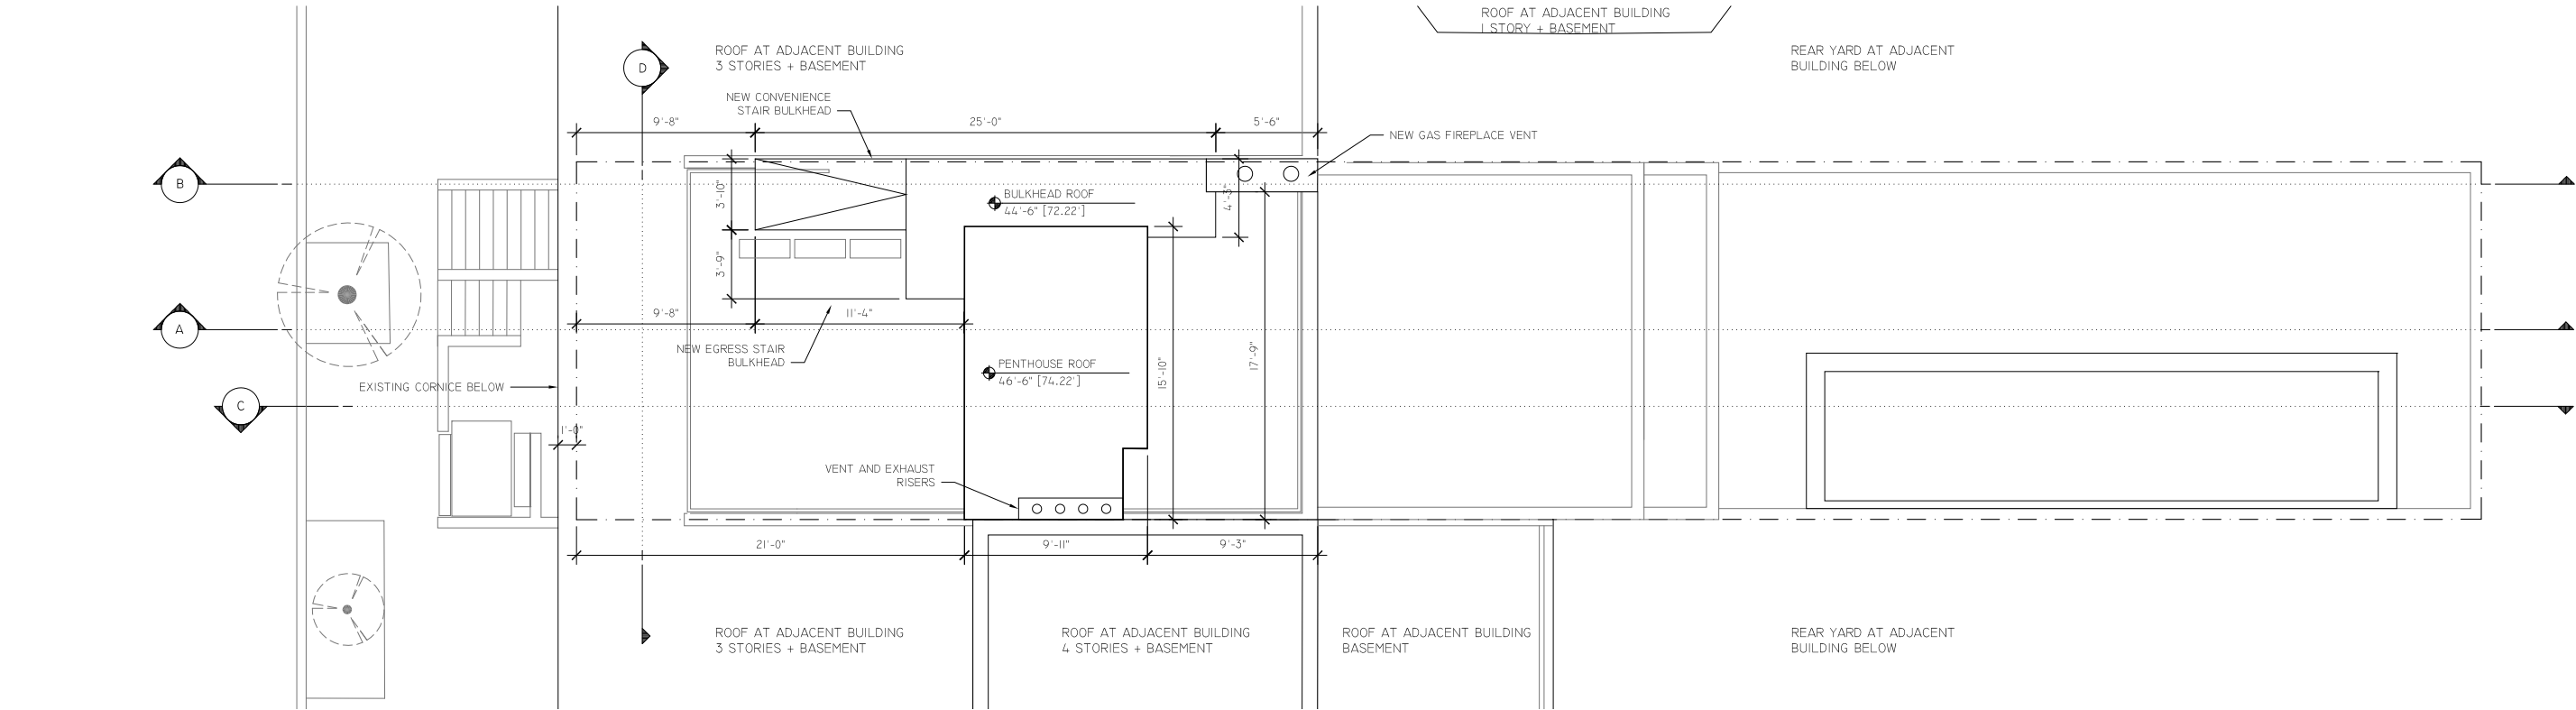 ROOF AT ADJACENT BUILDING
1 STORY + BASEMENT
ROOF AT ADJACENT BUILDING
3 STORIES + BASEMENT
REAR YARD AT ADJACENT
BUILDING BELOW
D
NEW CONVENIENCE
STAIR BULKHEAD
9'-8"
25'-0"
5'-6"
NEW GAS FIREPLACE VENT
B
3'-10"
BULKHEAD ROOF
44'-6" [72.22']
4'-3"
3'-9"
9'-8"
11'-4"
A
NEW EGRESS STAIR
BULKHEAD
PENTHOUSE ROOF
46'-6" [74.22']
15'-10"
17'-9"
EXISTING CORNICE BELOW
C
1'-0"
VENT AND EXHAUST
RISERS
21'-0"
9'-11"
9'-3"
ROOF AT ADJACENT BUILDING
3 STORIES + BASEMENT
ROOF AT ADJACENT BUILDING
4 STORIES + BASEMENT
ROOF AT ADJACENT BUILDING
BASEMENT
REAR YARD AT ADJACENT
BUILDING BELOW